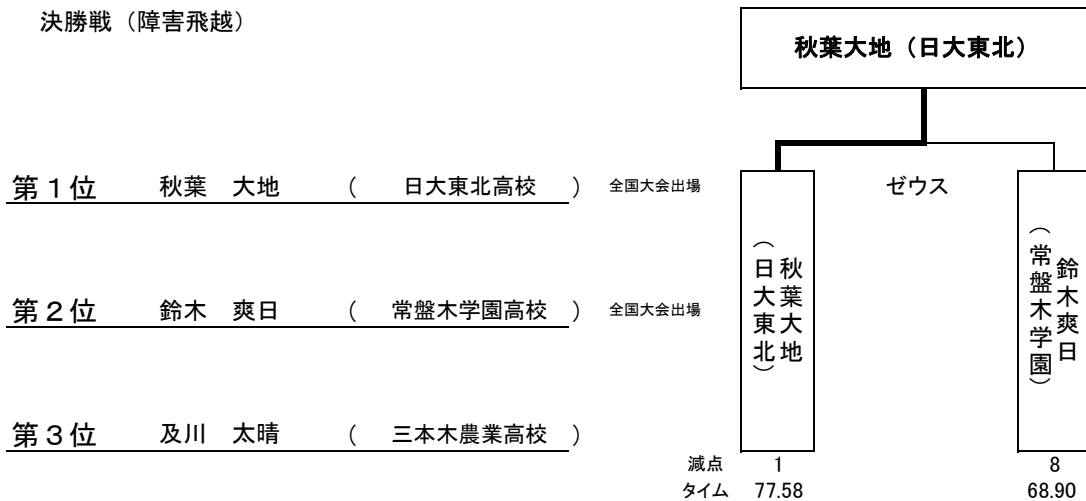 決勝戦（障害飛越）
秋葉大地（日大東北）
第１位 秋葉 大地 ( 日大東北高校 ) 全国大会出場
第２位 鈴木 爽日 ( 常盤木学園高校 ) 全国大会出場
第３位 及川 太晴 ( 三本木農業高校 )
ゼウス
秋葉大地
（日大東北）
鈴木爽日
（常盤木学園）
減点 1 8
タイム 77.58 68.90